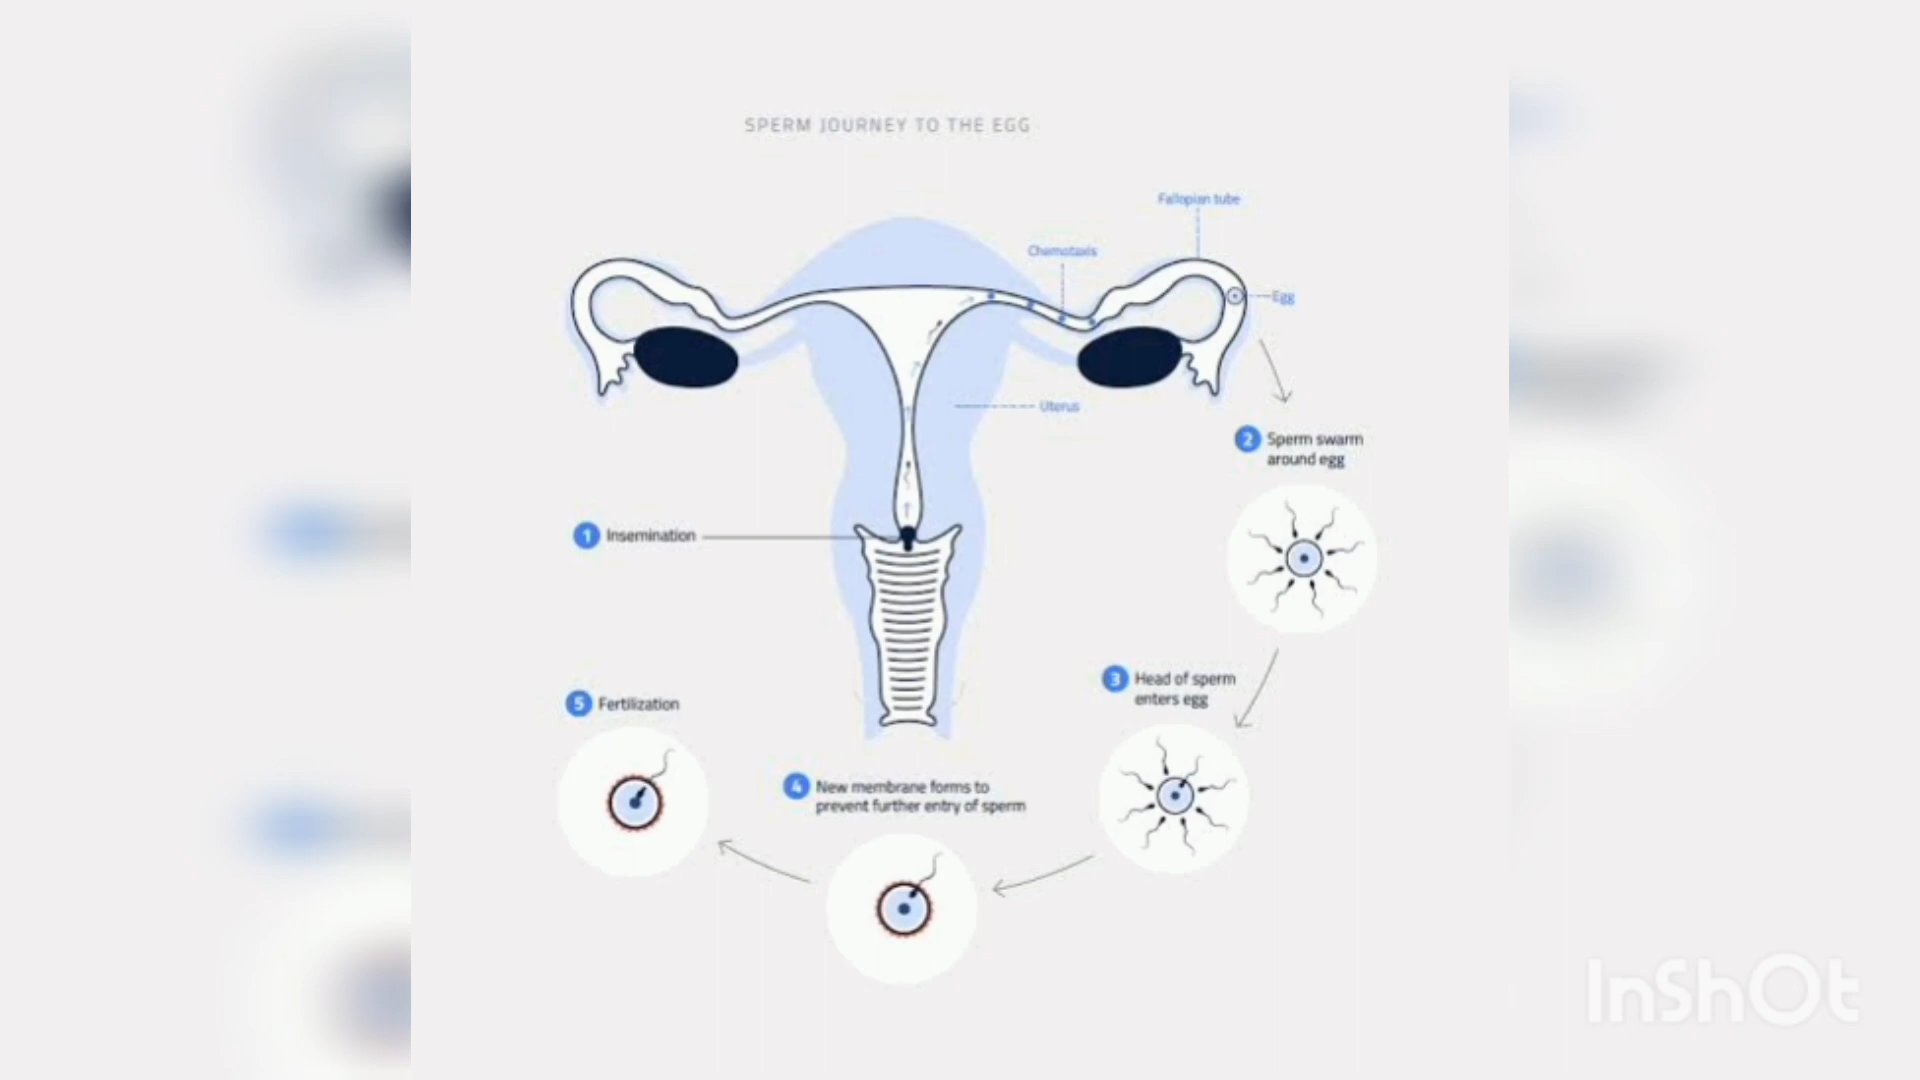 SPERM JOURNEY TO THE EGG
Fallopian tube
Chemotaxis
Egg
Uterus
1 Insemination
2 Sperm swarm
around egg
3 Head of sperm
enters egg
4 New membrane forms to
prevent further entry of sperm
5 Fertilization
InShOt